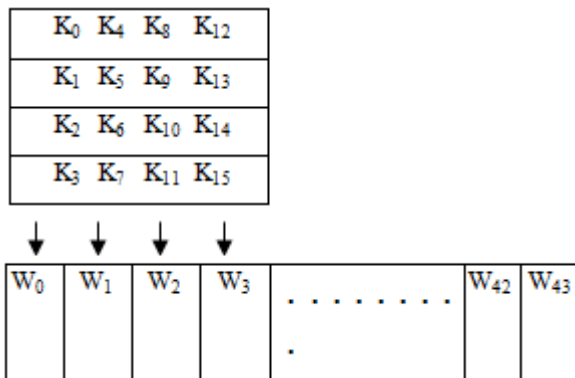 K₀ K₄ K₈ K₁₂
K₁ K₅ K₉ K₁₃
K₂ K₆ K₁₀ K₁₄
K₃ K₇ K₁₁ K₁₅
W₀ W₁ W₂ W₃ . . . . . . . . W₄₂ W₄₃
.